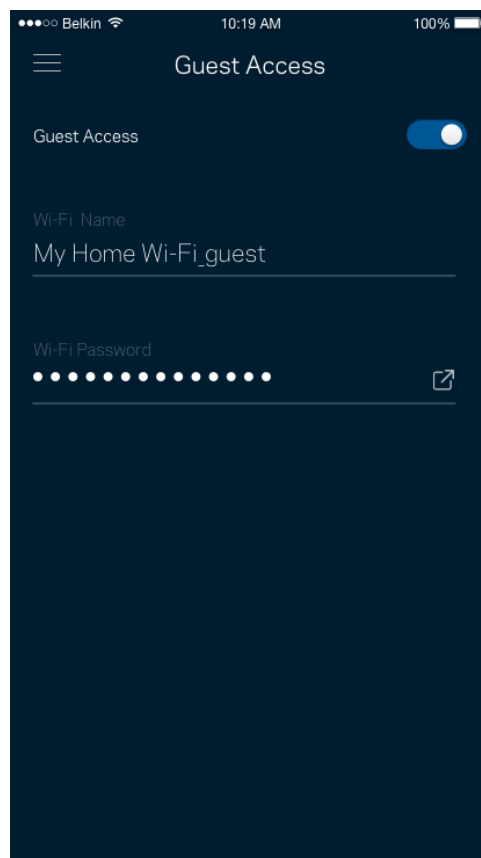 Belkin 10:19 AM 100%
Guest Access
Guest Access
Wi-Fi Name
My Home Wi-Fi_guest
Wi-Fi Password
●●●●●●●●●●●●●●